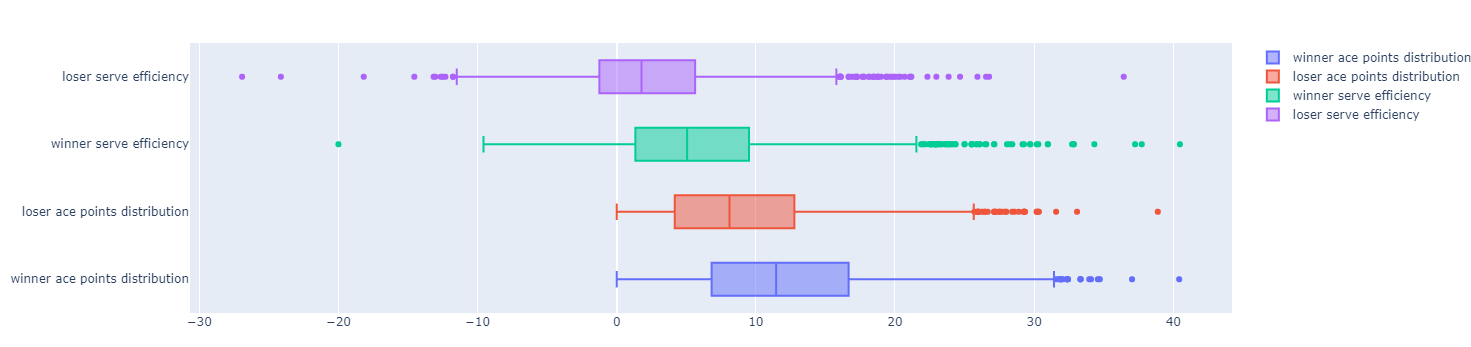 loser serve efficiency
winner serve efficiency
loser ace points distribution
winner ace points distribution
−30 −20 −10 0 10 20 30 40
winner ace points distribution
loser ace points distribution
winner serve efficiency
loser serve efficiency